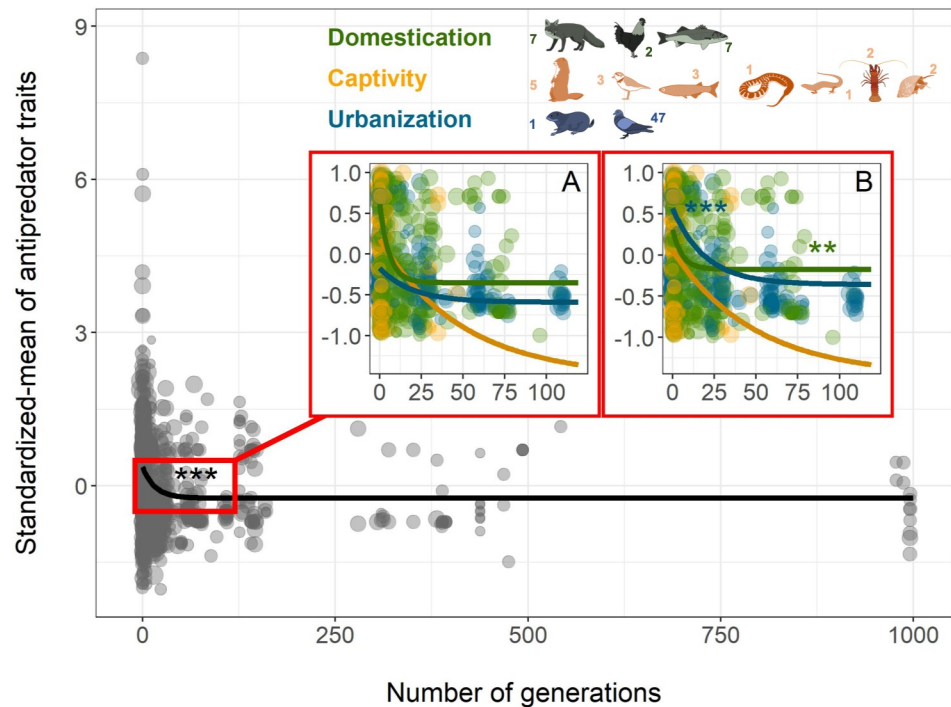 9
6
3
0
Standardized-mean of antipredator traits
Domestication
7 2 7
Captivity
5 3 3 1 1 2 2
Urbanization
1 47
A
1.0
0.5
0.0
-0.5
-1.0
0 25 50 75 100
B
***
**
1.0
0.5
0.0
-0.5
-1.0
0 25 50 75 100
***
0 250 500 750 1000
Number of generations